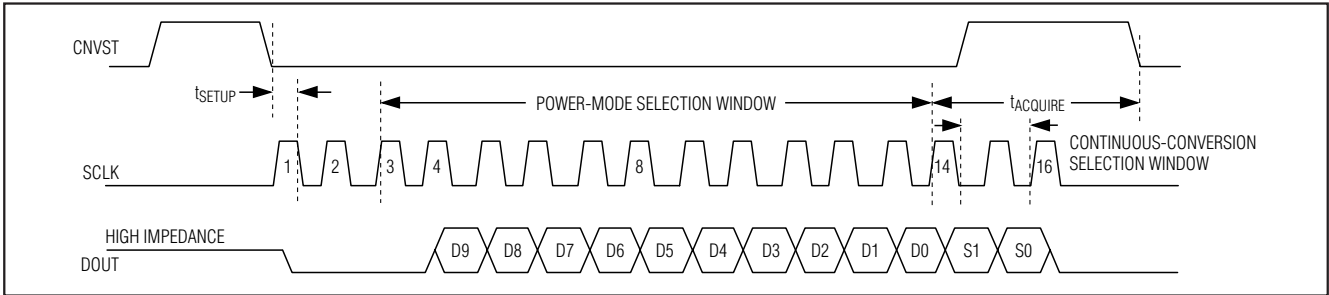 CNVST
tSETUP
POWER-MODE SELECTION WINDOW
tACQUIRE
CONTINUOUS-CONVERSION
SELECTION WINDOW
SCLK
1 2 3 4 8 14 16
HIGH IMPEDANCE
DOUT
D9 D8 D7 D6 D5 D4 D3 D2 D1 D0 S1 S0